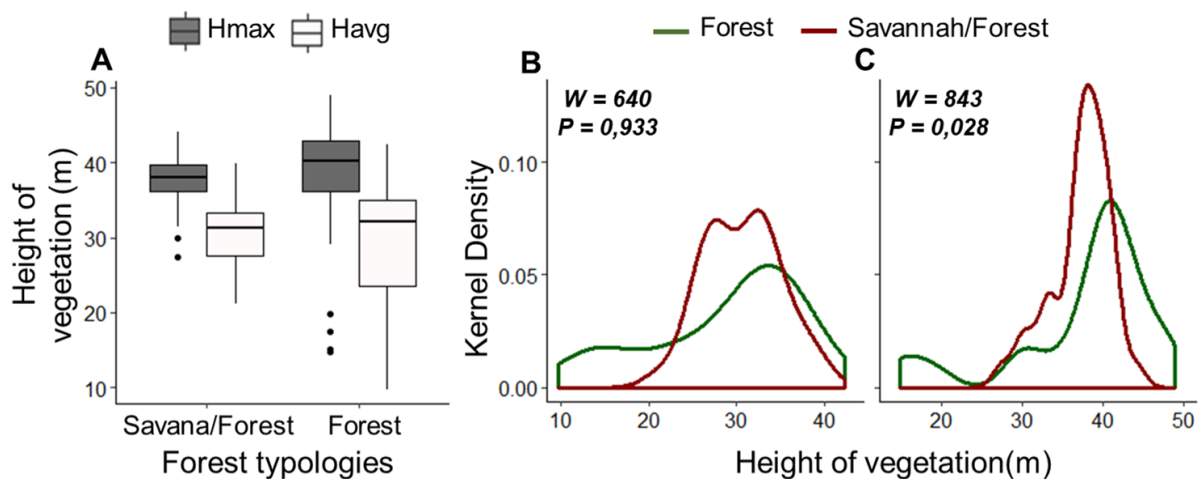 Hmax Havg
Forest Savannah/Forest
A
B
C
Height of
vegetation (m)
50
40
30
20
10
Savana/Forest Forest
Forest typologies
W = 640
P = 0,933
W = 843
P = 0,028
Kernel Density
0.10
0.05
0.00
10 20 30 40
20 30 40 50
Height of vegetation(m)